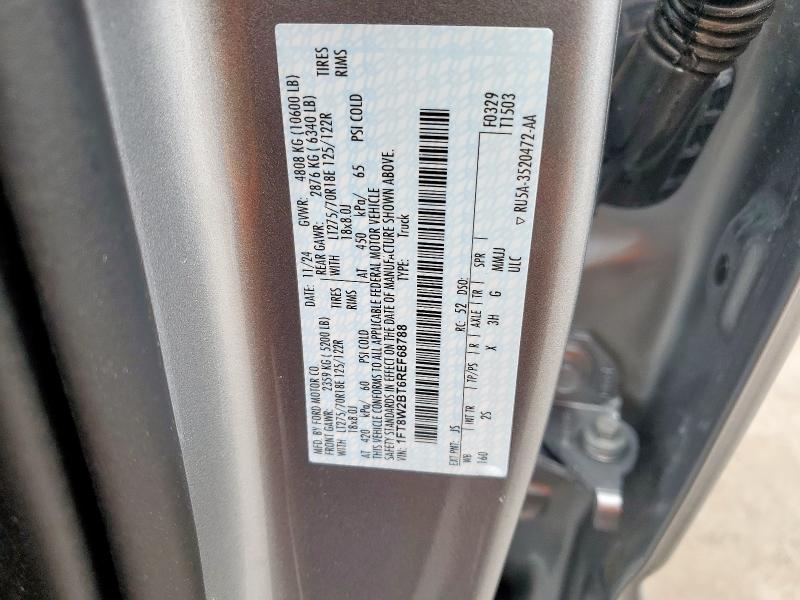 MFD. BY FORD MOTOR CO. DATE: 11/24 GVWR: 4808 KG (10600 LB)
FRONT GAWR: 2359 KG (5200 LB) REAR GAWR: 2876 KG (6340 LB)
WITH LT275/70R18E 125/122R TIRES WITH LT275/70R18E 125/122R TIRES
18x8.0J RIMS 18x8.0J RIMS
AT 420 kPa/ 60 PSI COLD AT 450 kPa/ 65 PSI COLD
THIS VEHICLE CONFORMS TO ALL APPLICABLE FEDERAL MOTOR VEHICLE
SAFETY STANDARDS IN EFFECT ON THE DATE OF MANUFACTURE SHOWN ABOVE.
VIN: 1FT8W2BT6REF68788 TYPE: Truck
F0329
T1503
EXT PNT: JS RC: 52 DSO:
WB INT TR TP/PS R AXLE TR SPR
160 2S X 3H G MMJJ
ULC
RU5A-3520472-AA